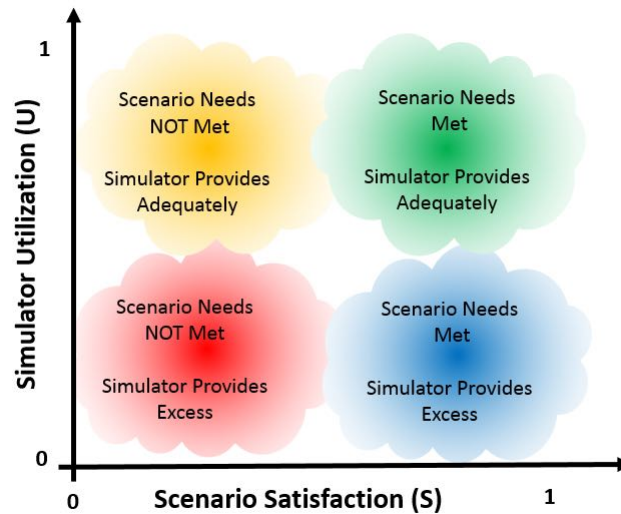 1
Simulator Utilization (U)
Scenario Needs
NOT Met
Simulator Provides
Adequately
Scenario Needs
Met
Simulator Provides
Adequately
Scenario Needs
NOT Met
Simulator Provides
Excess
Scenario Needs
Met
Simulator Provides
Excess
0
0
Scenario Satisfaction (S)
1